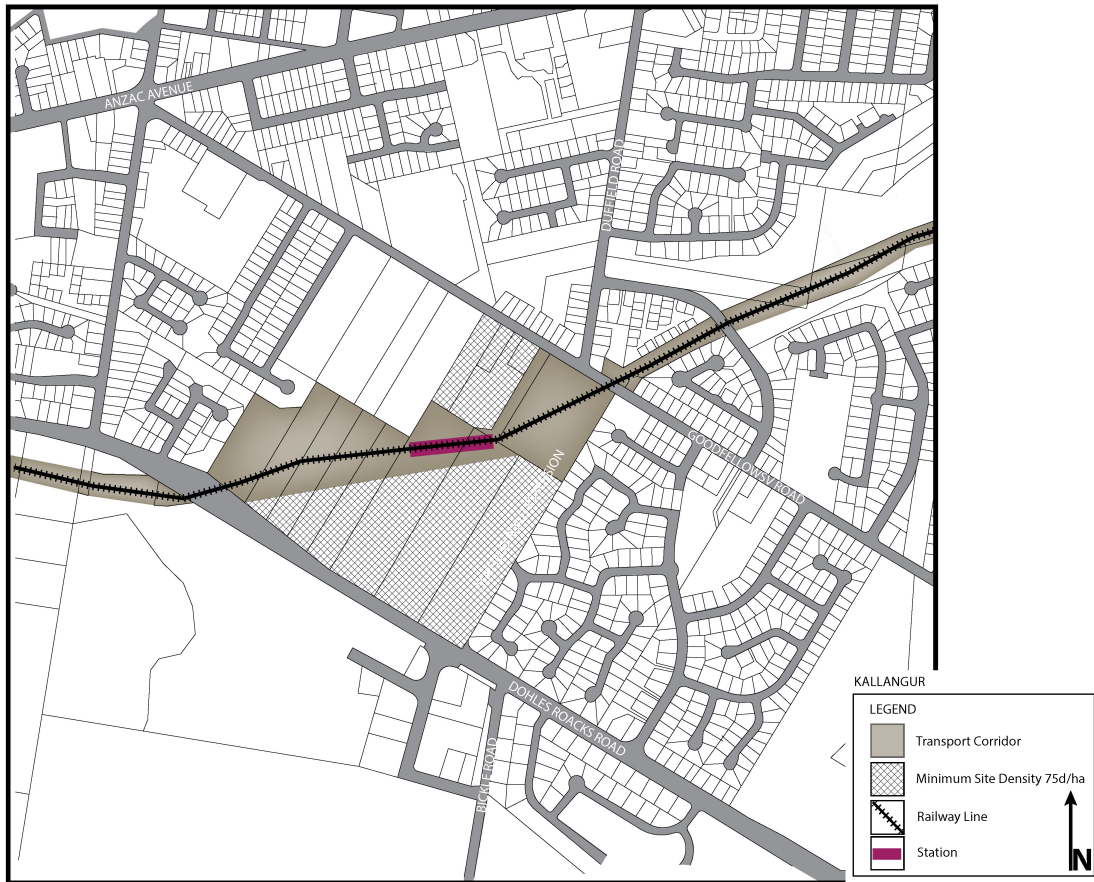 ANZAC AVENUE
DUFFIELD ROAD
GOODFELLOWSY ROAD
DOHLES ROACKS ROAD
BICKLE ROAD
KALLANGUR
LEGEND
Transport Corridor
Minimum Site Density 75d/ha
Railway Line
Station
N